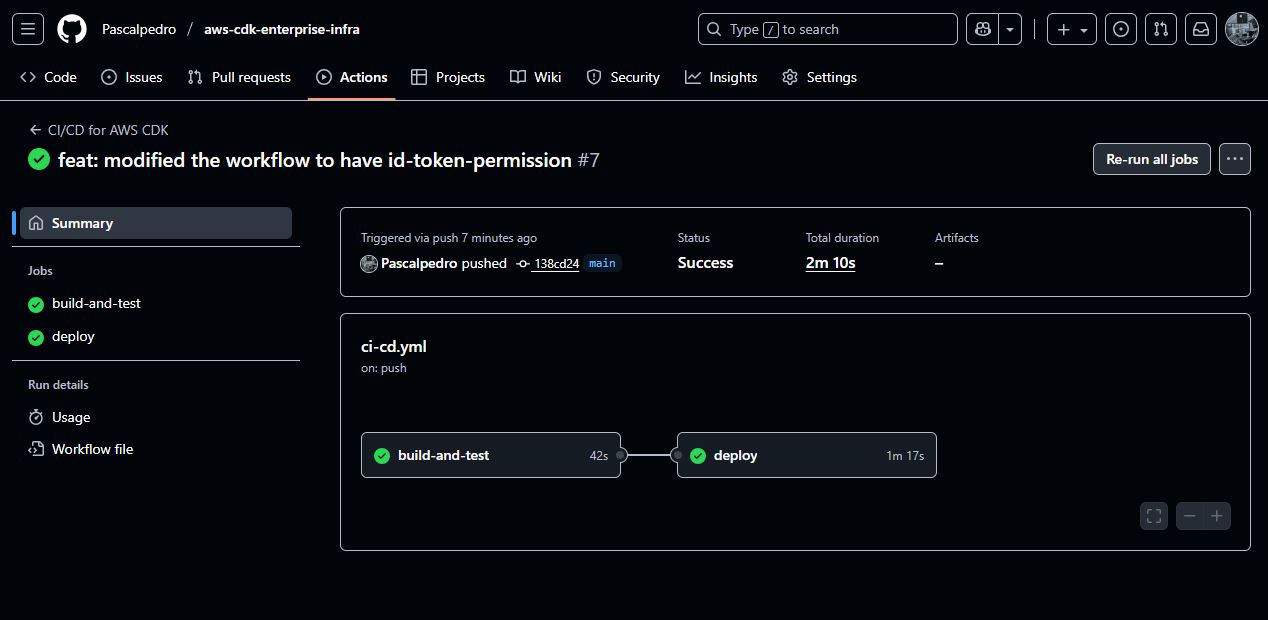 Pascalpedro / aws-cdk-enterprise-infra
Type / to search
Code Issues Pull requests Actions Projects Wiki Security Insights Settings
CI/CD for AWS CDK
feat: modified the workflow to have id-token-permission #7
Re-run all jobs
Summary
Jobs
build-and-test
deploy
Run details
Usage
Workflow file
Triggered via push 7 minutes ago
Pascalpedro pushed 138cd24 main
Status
Success
Total duration
2m 10s
Artifacts
–
ci-cd.yml
on: push
build-and-test 42s
deploy 1m 17s